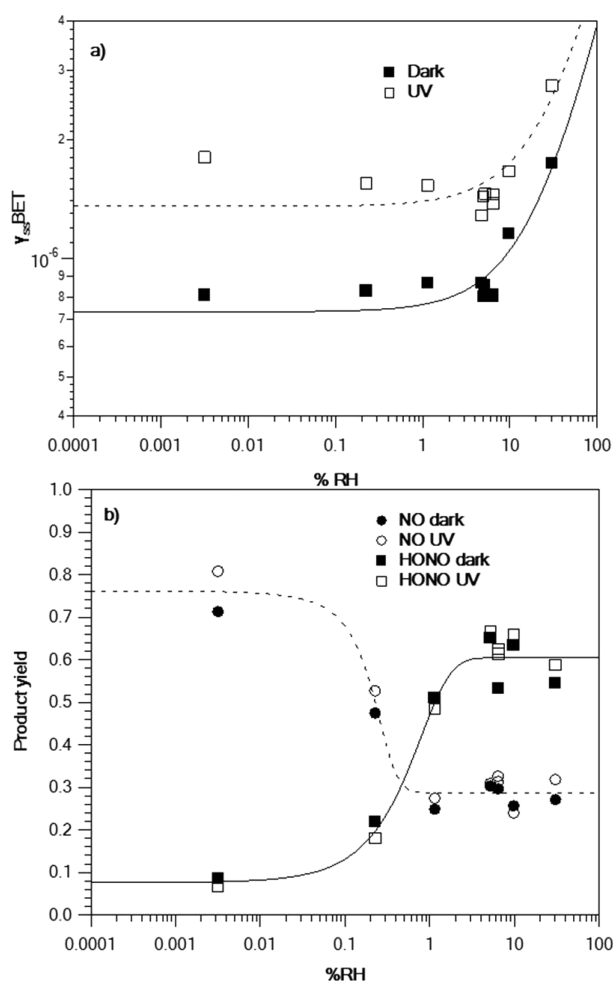 4
a)
■ Dark
□ UV
3
2
γssBET
10⁻⁶
9
8
7
6
5
4
0.0001
0.001
0.01
0.1
1
10
100
% RH
1.0
b)
● NO dark
○ NO UV
■ HONO dark
□ HONO UV
0.9
0.8
0.7
0.6
0.5
0.4
0.3
0.2
0.1
0.0
Product yield
0.0001
0.001
0.01
0.1
1
10
100
%RH